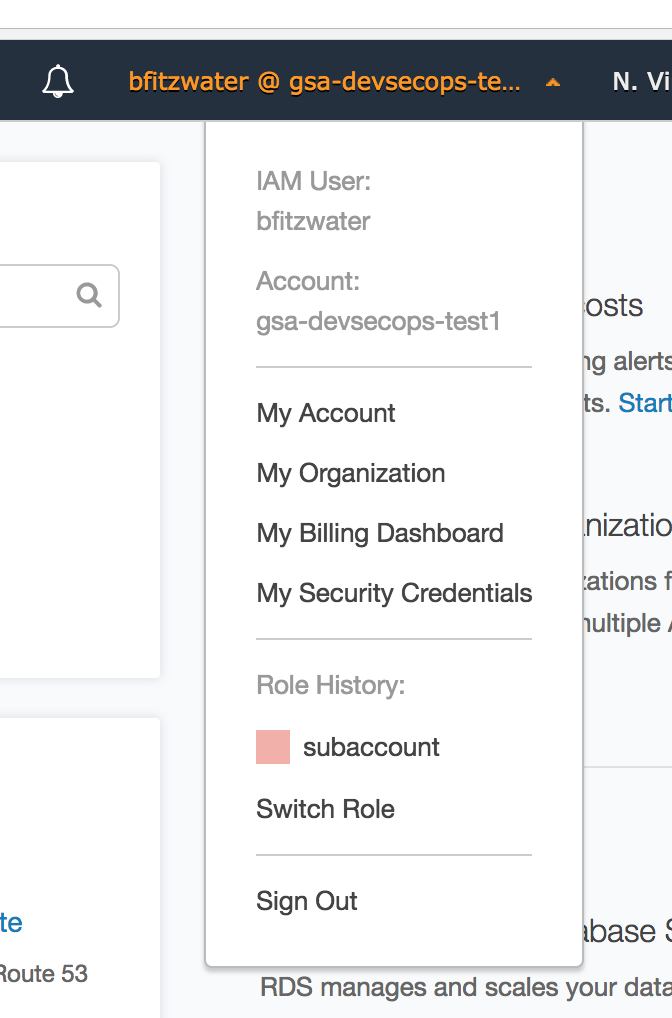 bfitzwater @ gsa-devsecops-te...
N. Vi
IAM User:
bfitzwater
Account:
gsa-devsecops-test1
My Account
My Organization
My Billing Dashboard
My Security Credentials
Role History:
subaccount
Switch Role
Sign Out
costs
ng alerts
ts. Start
nizatio
zations f
multiple
te
Route 53
abase S
RDS manages and scales your data